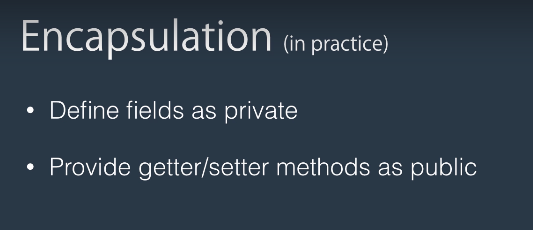 Encapsulation (in practice)
• Define fields as private
• Provide getter/setter methods as public